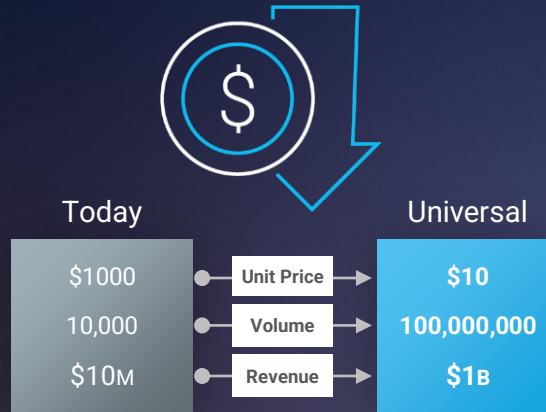 $
Today Universal
$1000 Unit Price $10
10,000 Volume 100,000,000
$10M Revenue $1B